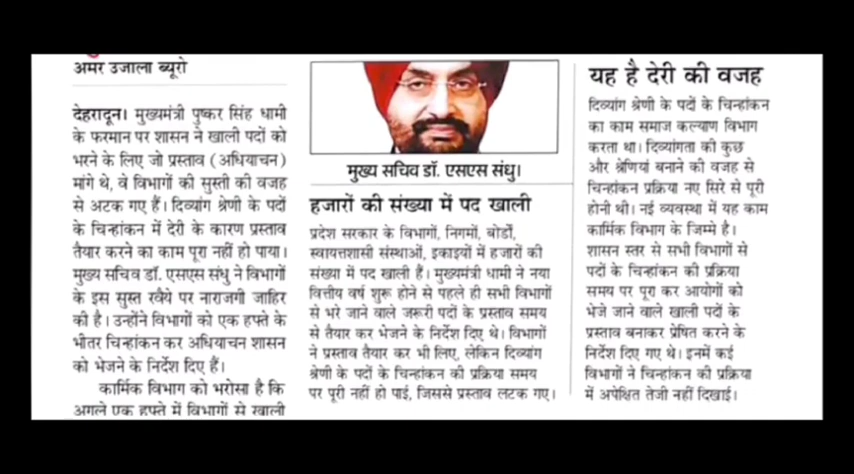 अमर उजाला ब्यूरो
देहरादून। मुख्यमंत्री पुष्कर सिंह धामी
के फरमान पर शासन ने खाली पदों को
भरने के लिए जो प्रस्ताव (अधियाचन)
मांगे थे, वे विभागों की सुस्ती की वजह
से अटक गए हैं। दिव्यांग श्रेणी के पदों
के चिन्हांकन में देरी के कारण प्रस्ताव
तैयार करने का काम पूरा नहीं हो पाया।
मुख्य सचिव डॉ. एसएस संधु ने विभागों
के इस सुस्त रवैये पर नाराजगी जाहिर
की है। उन्होंने विभागों को एक हफ्ते के
भीतर चिन्हांकन कर अधियाचन शासन
को भेजने के निर्देश दिए हैं।
कार्मिक विभाग को भरोसा है कि
अगले एक हफ्ते में विभागों से खाली
मुख्य सचिव डॉ. एसएस संधु।
हजारों की संख्या में पद खाली
प्रदेश सरकार के विभागों, निगमों, बोर्डों,
स्वायत्तशासी संस्थाओं, इकाइयों में हजारों की
संख्या में पद खाली हैं। मुख्यमंत्री धामी ने नया
वित्तीय वर्ष शुरू होने से पहले ही सभी विभागों
से भरे जाने वाले जरूरी पदों के प्रस्ताव समय
से तैयार कर भेजने के निर्देश दिए थे। विभागों
ने प्रस्ताव तैयार कर भी लिए, लेकिन दिव्यांग
श्रेणी के पदों के चिन्हांकन की प्रक्रिया समय
पर पूरी नहीं हो पाई, जिससे प्रस्ताव लटक गए।
यह है देरी की वजह
दिव्यांग श्रेणी के पदों के चिन्हांकन
का काम समाज कल्याण विभाग
करता था। दिव्यांगता की कुछ
और श्रेणियां बनाने की वजह से
चिन्हांकन प्रक्रिया नए सिरे से पूरी
होनी थी। नई व्यवस्था में यह काम
कार्मिक विभाग के जिम्मे है।
शासन स्तर से सभी विभागों से
पदों के चिन्हांकन की प्रक्रिया
समय पर पूरा कर आयोगों को
भेजे जाने वाले खाली पदों के
प्रस्ताव बनाकर प्रेषित करने के
निर्देश दिए गए थे। इनमें कई
विभागों ने चिन्हांकन की प्रक्रिया
में अपेक्षित तेजी नहीं दिखाई।